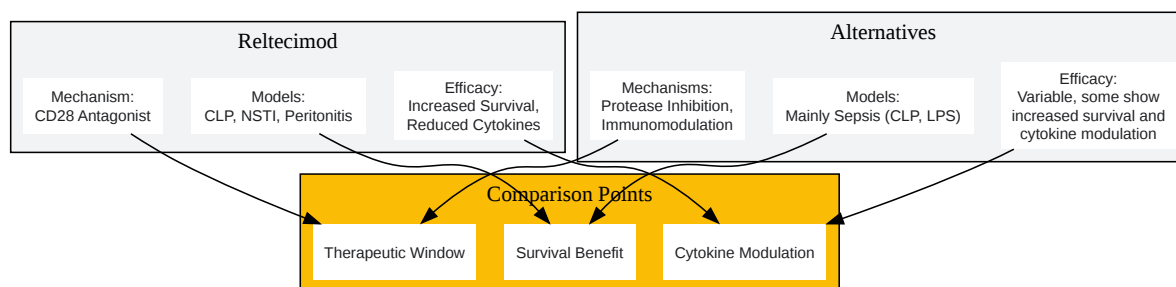 Reltecimod
Mechanism:
CD28 Antagonist
Models:
CLP, NSTI, Peritonitis
Efficacy:
Increased Survival,
Reduced Cytokines
Alternatives
Mechanisms:
Protease Inhibition,
Immunomodulation
Models:
Mainly Sepsis (CLP, LPS)
Efficacy:
Variable, some show
increased survival and
cytokine modulation
Comparison Points
Therapeutic Window
Survival Benefit
Cytokine Modulation